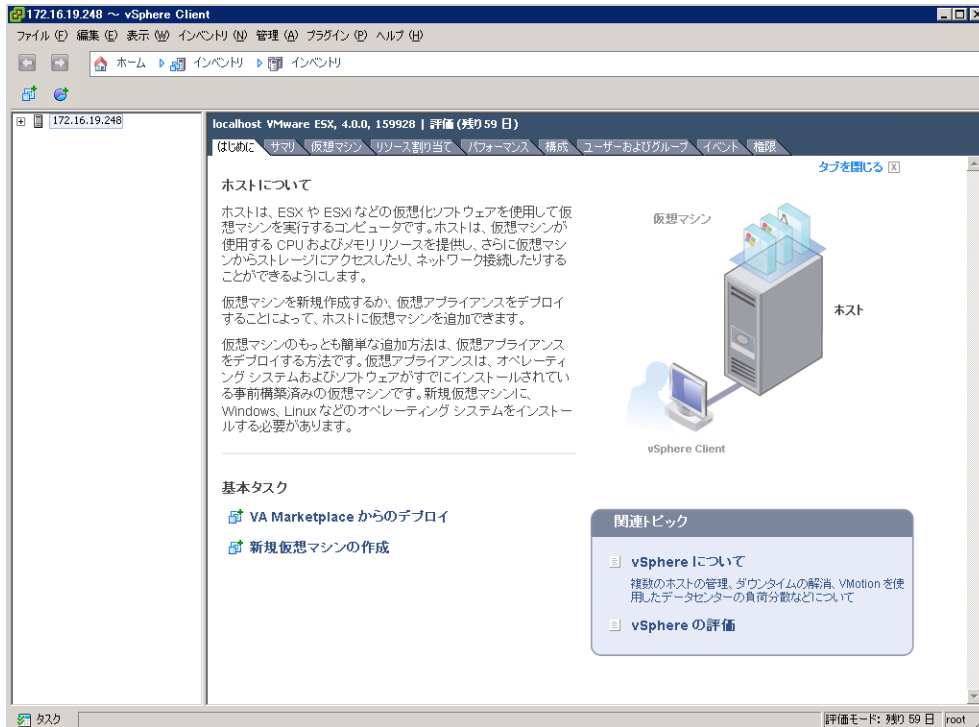 172.16.19.248 ～ vSphere Client
ファイル (F) 編集 (E) 表示 (W) インベントリ (N) 管理 (A) プラグイン (P) ヘルプ (H)
ホーム インベントリ インベントリ
172.16.19.248
localhost VMware ESX, 4.0.0, 159928 | 評価 (残り 59 日)
はじめに サマリ 仮想マシン リソース割り当て パフォーマンス 構成 ユーザーおよびグループ イベント 権限
タブを閉じる
ホストについて
ホストは、ESX や ESXi などの仮想化ソフトウェアを使用して仮
想マシンを実行するコンピュータです。ホストは、仮想マシンが
使用する CPU およびメモリ リソースを提供し、さらに仮想マシ
ンからストレージにアクセスしたり、ネットワーク接続したりする
ことができるようにします。
仮想マシンを新規作成するか、仮想アプライアンスをデプロイ
することによって、ホストに仮想マシンを追加できます。
仮想マシンのもっとも簡単な追加方法は、仮想アプライアンス
をデプロイする方法です。仮想アプライアンスは、オペレーティ
ング システムおよびソフトウェアがすでにインストールされてい
る事前構築済みの仮想マシンです。新規仮想マシンに、
Windows、Linux などのオペレーティング システムをインストー
ルする必要があります。
仮想マシン
ホスト
vSphere Client
基本タスク
VA Marketplace からのデプロイ
新規仮想マシンの作成
関連トピック
vSphere について
複数のホストの管理、ダウンタイムの解消、VMotion を使
用したデータセンターの負荷分散などについて
vSphere の評価
タスク
評価モード: 残り 59 日 root